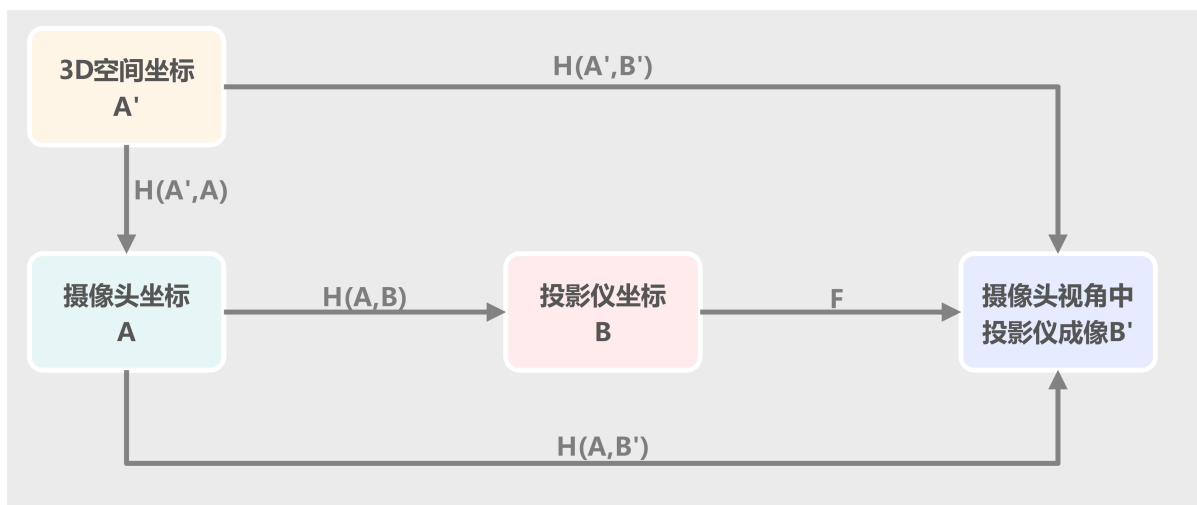 3D空间坐标
A'
H(A',B')
H(A',A)
摄像头坐标
A
H(A,B)
投影仪坐标
B
F
摄像头视角中
投影仪成像B'
H(A,B')